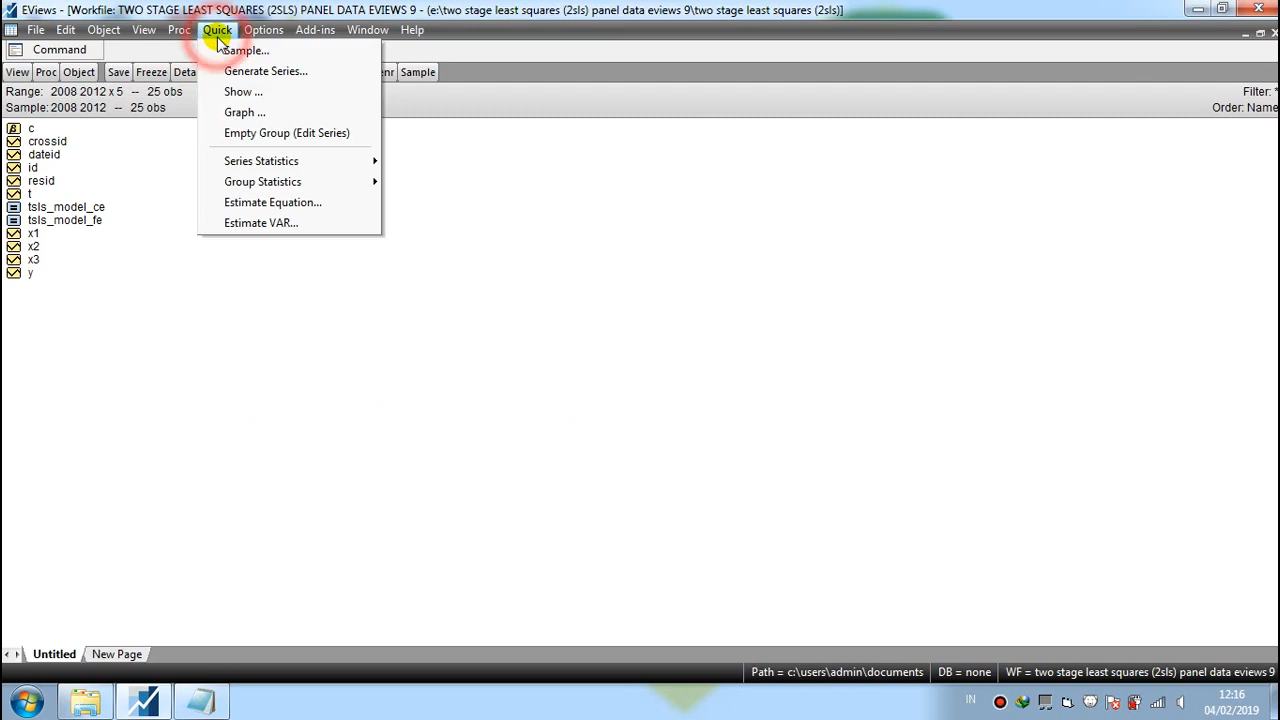 EViews - [Workfile: TWO STAGE LEAST SQUARES (2SLS) PANEL DATA EVIEWS 9 - (e:\two stage least squares (2sls) panel data eviews 9\two stage least squares (2sls)]
File Edit Object View Proc Quick Options Add-ins Window Help
Command
Sample...
View Proc Object Save Freeze Sample
Generate Series...
Range: 2008 2012 x 5 -- 25 obs
Filter: *
Show ...
Sample: 2008 2012 -- 25 obs
Order: Name
Graph ...
Empty Group (Edit Series)
Series Statistics
Group Statistics
Estimate Equation...
Estimate VAR...
c
crossid
dateid
id
resid
t
tsls_model_ce
tsls_model_fe
x1
x2
x3
y
Untitled New Page
Path = c:\users\admin\documents DB = none WF = two stage least squares (2sls) panel data eviews 9
IN
12:16
04/02/2019